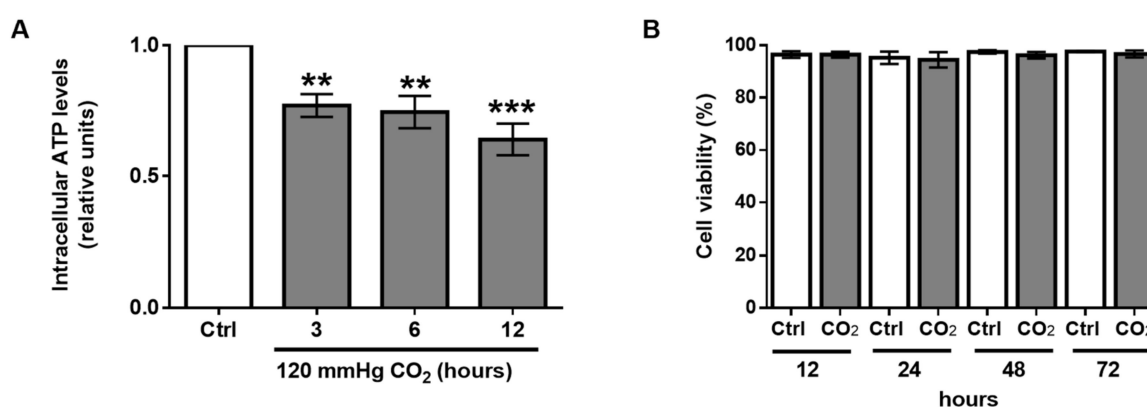 A
Intracellular ATP levels
(relative units)
1.0
0.5
0.0
** ** ***
Ctrl 3 6 12
120 mmHg CO₂ (hours)
B
Cell viability (%)
100
80
60
40
20
0
Ctrl CO₂ Ctrl CO₂ Ctrl CO₂ Ctrl CO₂
12 24 48 72
hours